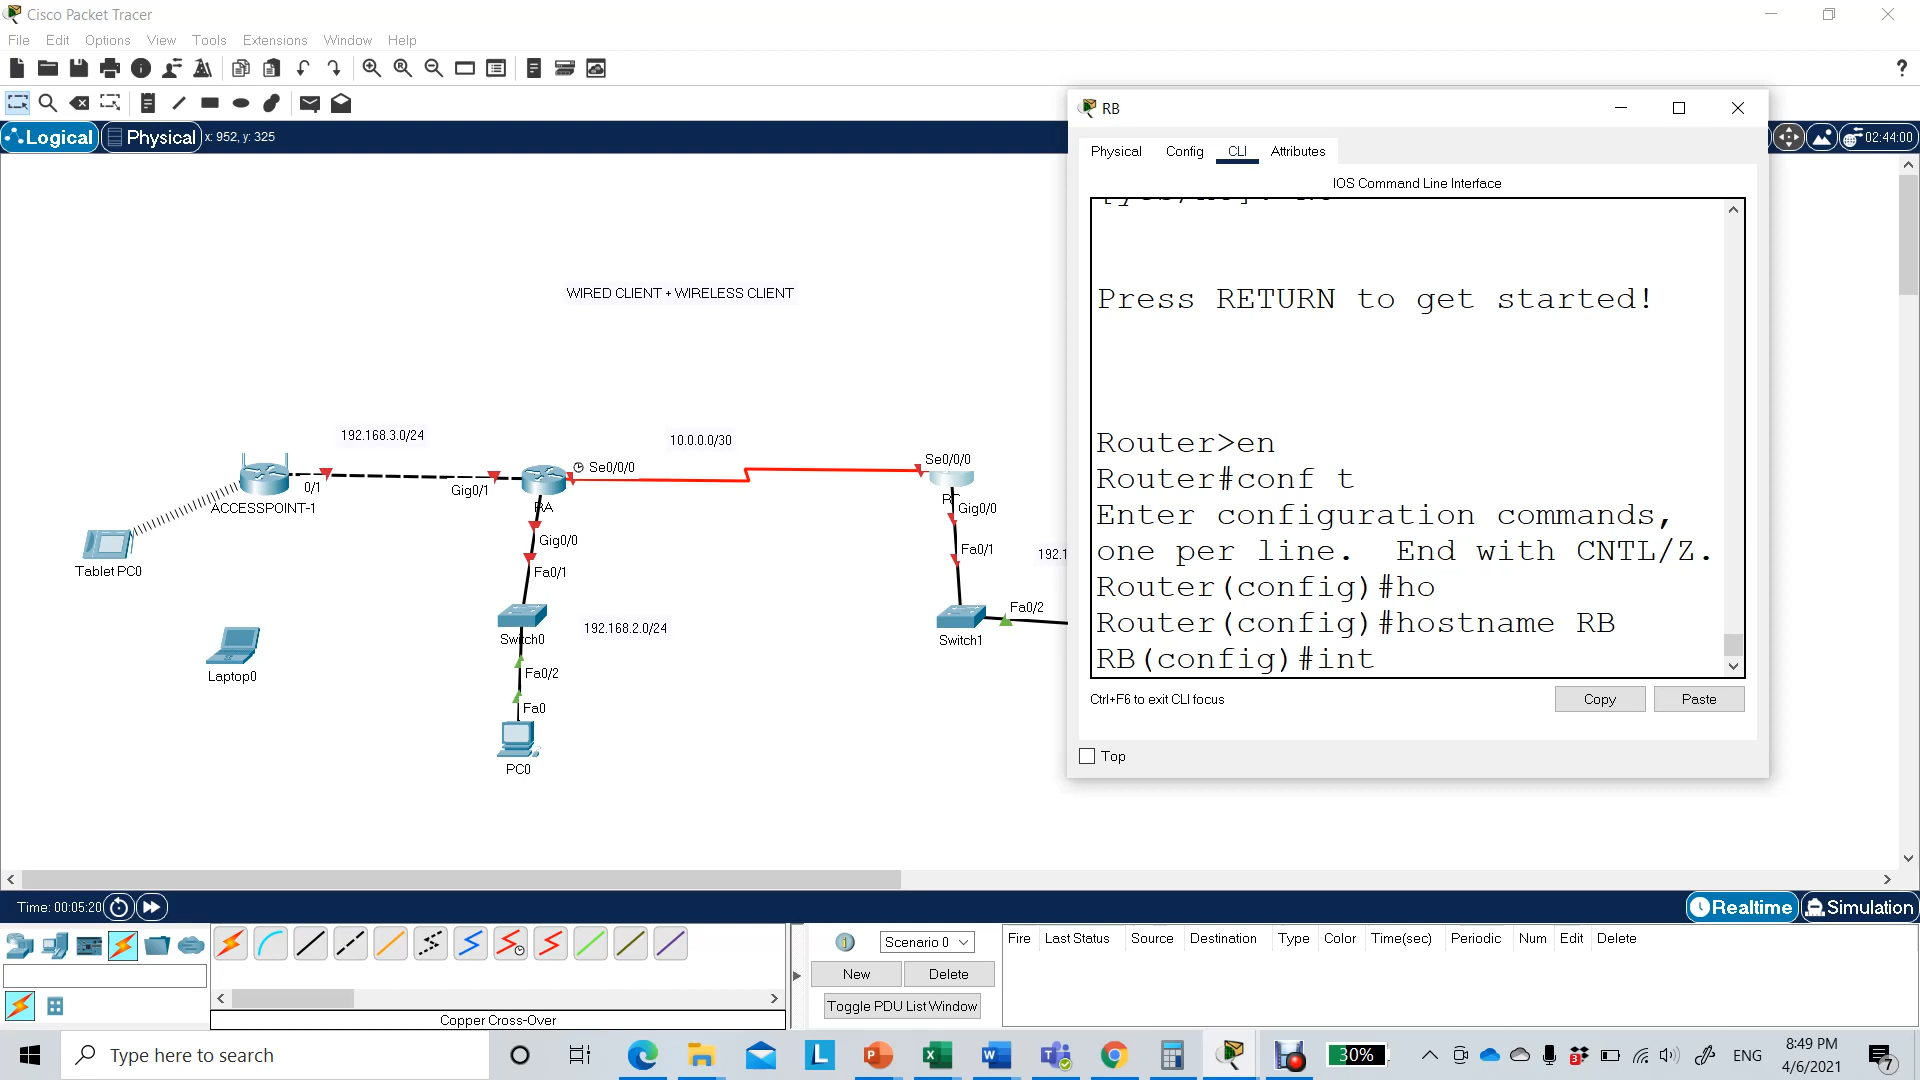 Cisco Packet Tracer
File Edit Options View Tools Extensions Window Help
?
Logical Physical x: 952, y: 325
02:44:00
WIRED CLIENT + WIRELESS CLIENT
192.168.3.0/24
10.0.0.0/30
0/1
Gig0/1
Se0/0/0
Se0/0/0
ACCESSPOINT-1
RA
Gig0/0
Gig0/0
Fa0/1
Fa0/1
Tablet PC0
192.1
Fa0/2
Switch0
192.168.2.0/24
Switch1
Laptop0
Fa0/2
Fa0
PC0
RB
Physical Config CLI Attributes
IOS Command Line Interface
Press RETURN to get started!
Router>en
Router#conf t
Enter configuration commands,
one per line.  End with CNTL/Z.
Router(config)#ho
Router(config)#hostname RB
RB(config)#int
Ctrl+F6 to exit CLI focus
Copy Paste
Top
Time: 00:05:20
Realtime Simulation
Scenario 0
New Delete
Toggle PDU List Window
Fire Last Status Source Destination Type Color Time(sec) Periodic Num Edit Delete
Copper Cross-Over
Type here to search
30%
ENG
8:49 PM
4/6/2021
7